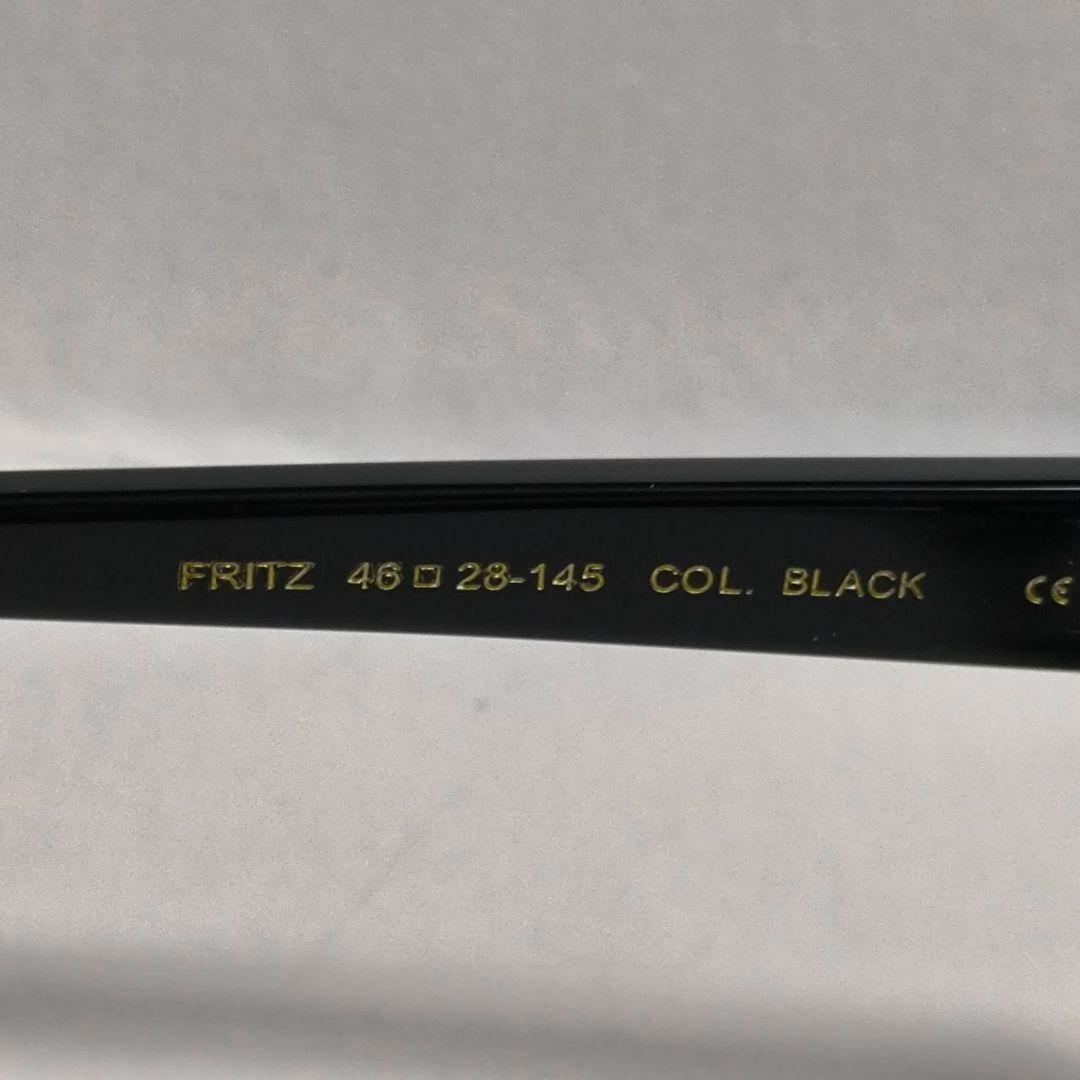 FRITZ 46□28-145 COL. BLACK CE